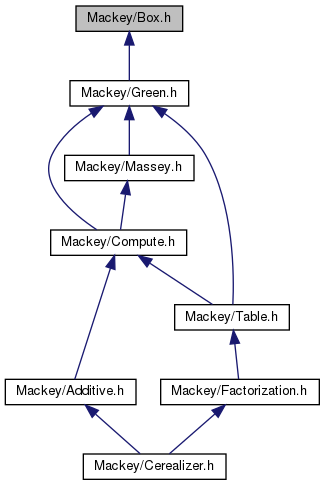 Mackey/Box.h
Mackey/Green.h
Mackey/Massey.h
Mackey/Compute.h
Mackey/Table.h
Mackey/Additive.h
Mackey/Factorization.h
Mackey/Cerealizer.h